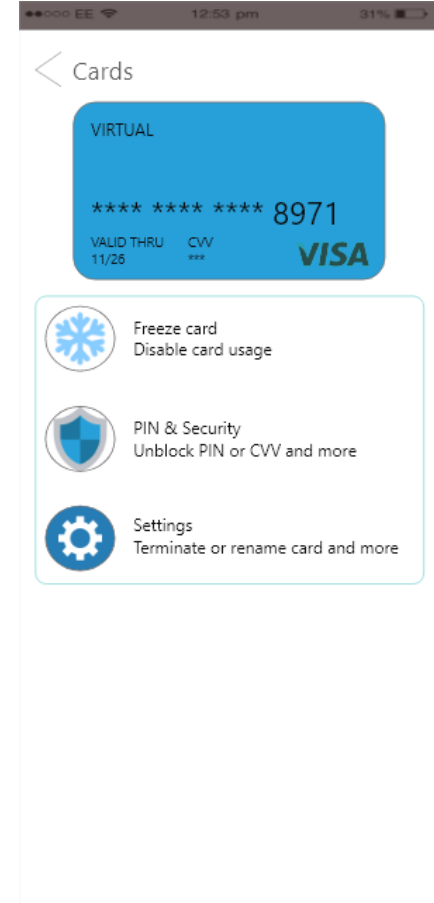 EE 12:53 pm 31%
Cards
VIRTUAL
**** **** **** 8971
VALID THRU CVV
11/26 ***
VISA
Freeze card
Disable card usage
PIN & Security
Unblock PIN or CVV and more
Settings
Terminate or rename card and more